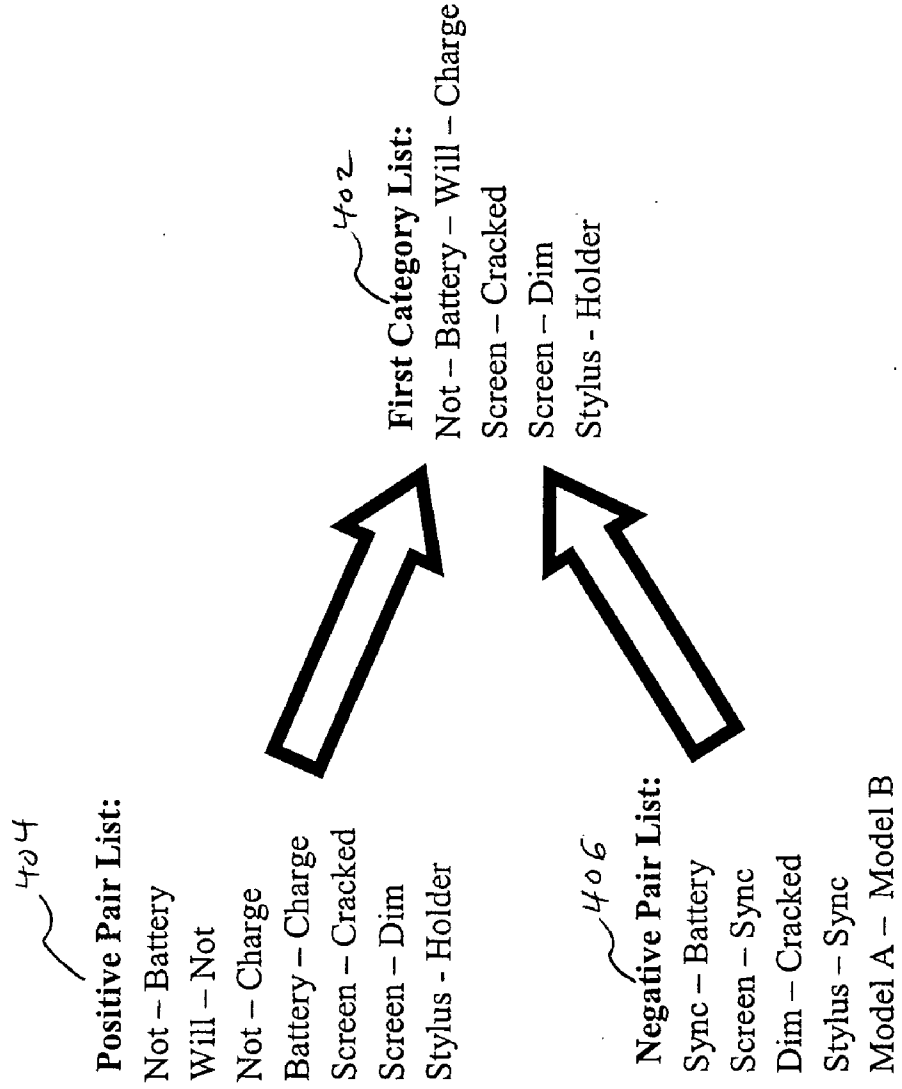 404
Positive Pair List:
Not – Battery
Will – Not
Not – Charge
Battery – Charge
Screen – Cracked
Screen – Dim
Stylus - Holder
406
Negative Pair List:
Sync – Battery
Screen – Sync
Dim – Cracked
Stylus – Sync
Model A – Model B
402
First Category List:
Not – Battery – Will – Charge
Screen – Cracked
Screen – Dim
Stylus - Holder